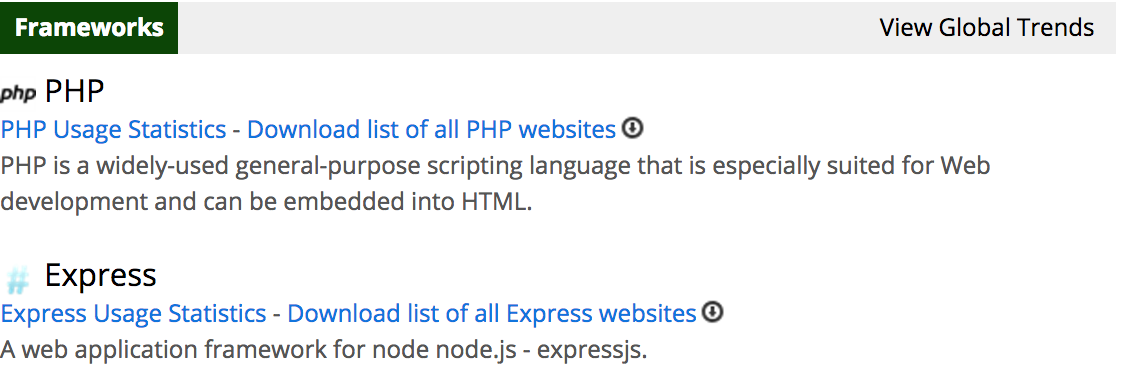 Frameworks View Global Trends
php PHP
PHP Usage Statistics - Download list of all PHP websites
PHP is a widely-used general-purpose scripting language that is especially suited for Web
development and can be embedded into HTML.
# Express
Express Usage Statistics - Download list of all Express websites
A web application framework for node node.js - expressjs.